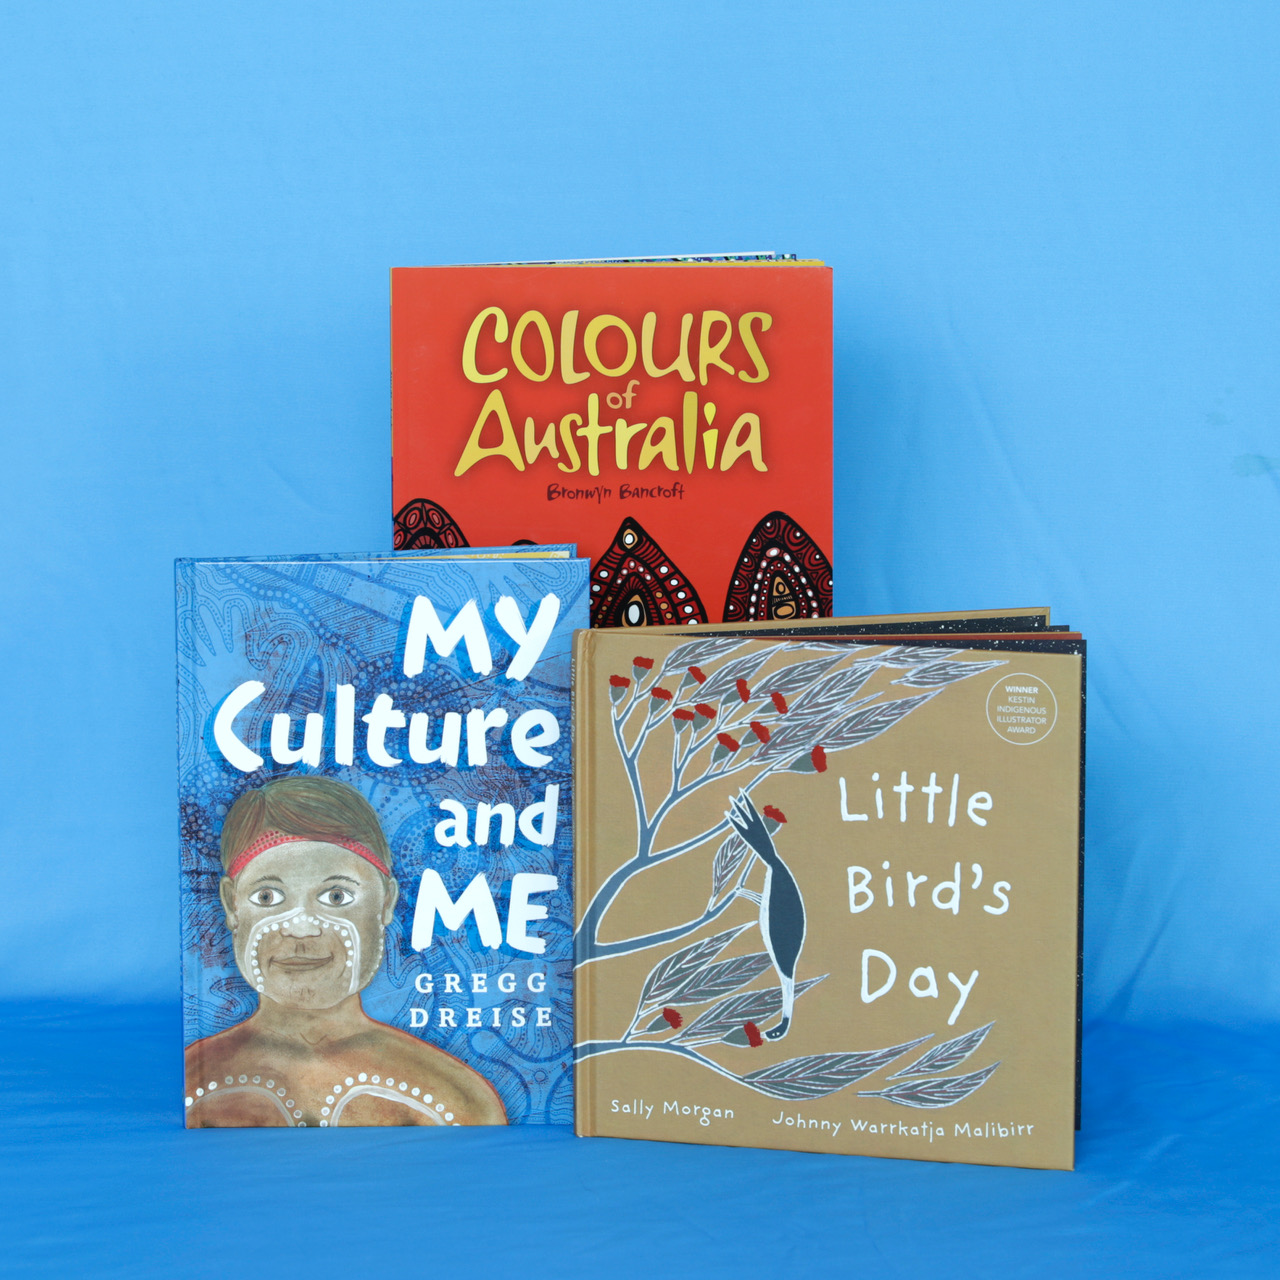 COLOURS
of
Australia
Bronwyn Bancroft
MY
Culture
and
ME
GREGG
DREISE
WINNER
KESTIN
INDIGENOUS
ILLUSTRATOR
AWARD
Little
Bird's
Day
Sally Morgan Johnny Warrkatja Malibirr